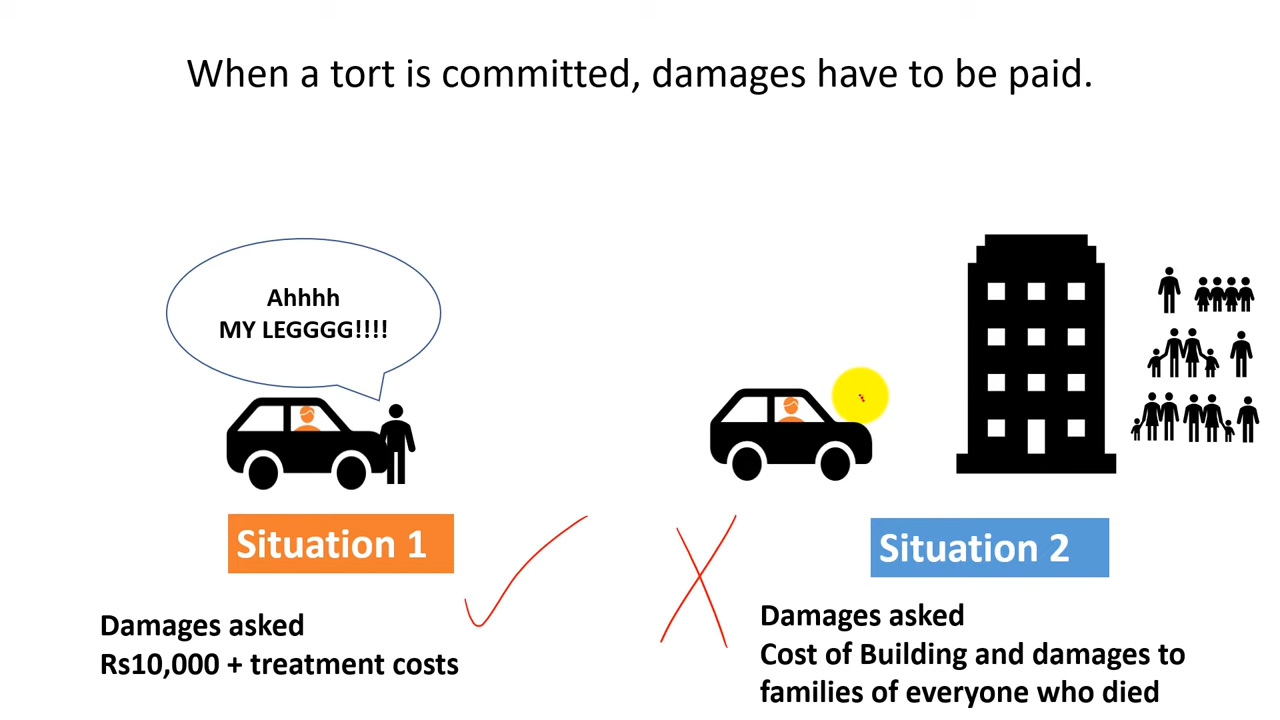 When a tort is committed, damages have to be paid.
Ahhhh
MY LEGGGG!!!!
Situation 1
Damages asked
Rs10,000 + treatment costs
Situation 2
Damages asked
Cost of Building and damages to
families of everyone who died